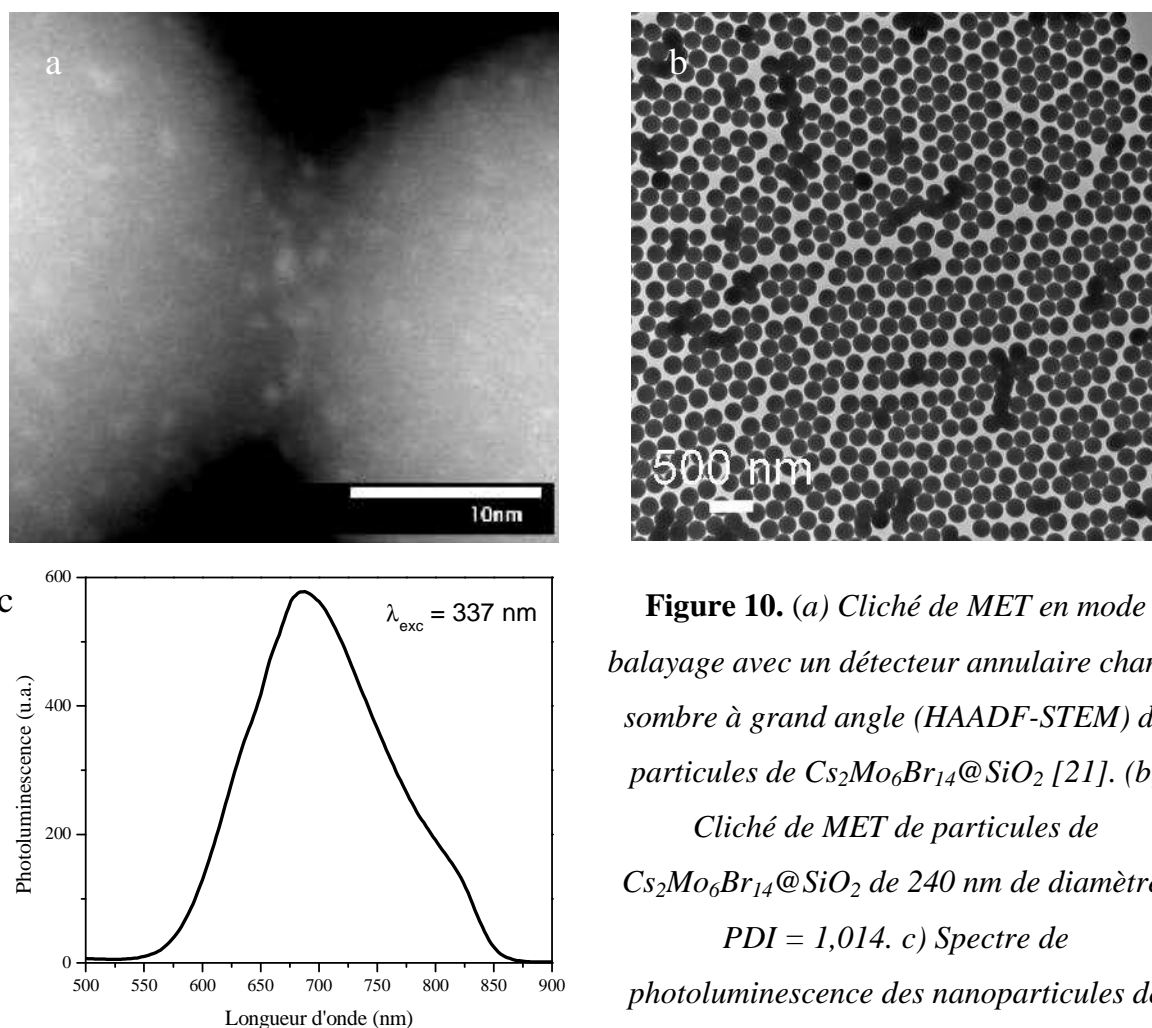 a
10nm
b
500 nm
c
600
400
200
0
Photoluminescence (u.a.)
λexc = 337 nm
500 550 600 650 700 750 800 850 900
Longueur d'onde (nm)
Figure 10. (a) Cliché de MET en mode
balayage avec un détecteur annulaire
sombre à grand angle (HAADF-STEM)
particules de Cs2Mo6Br14@SiO2 [21]. (b
Cliché de MET de particules de
Cs2Mo6Br14@SiO2 de 240 nm de diamètre
PDI = 1,014. c) Spectre de
photoluminescence des nanoparticules